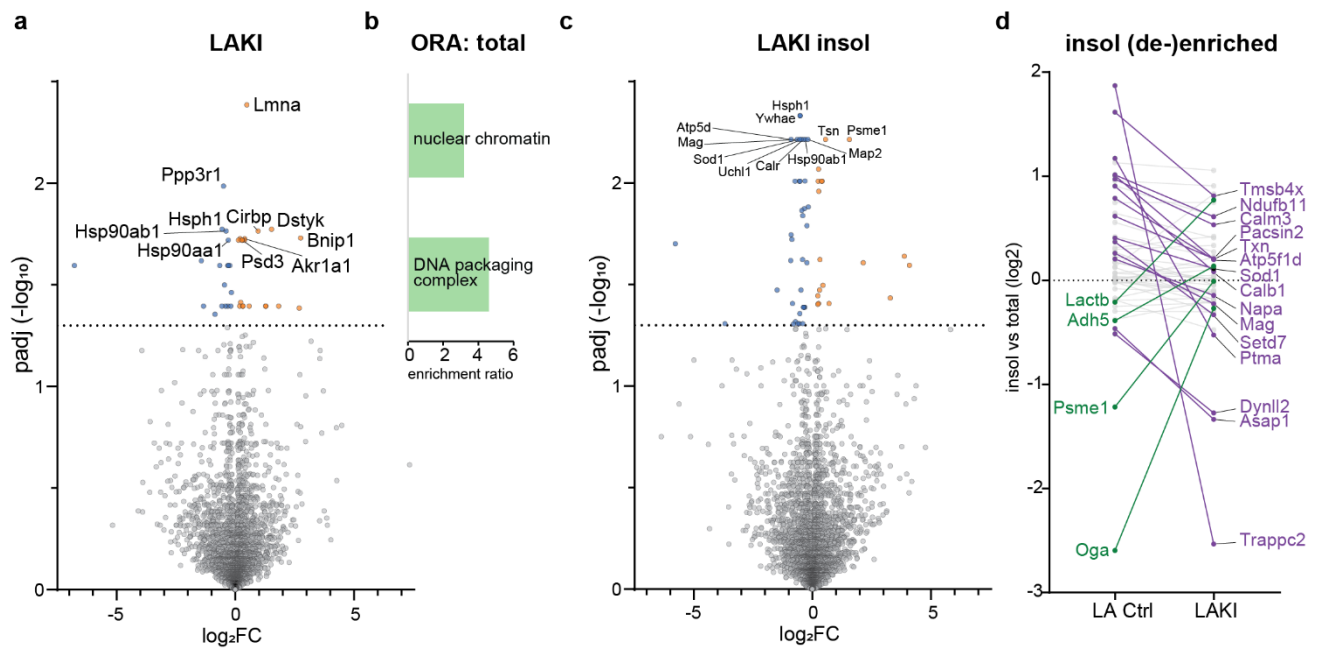 a
LAKI
padj (-log₁₀)
2
1
0
-5
0
5
log₂FC
Lmna
Ppp3r1
Hsph1
Cirbp
Dstyk
Hsp90ab1
Bnip1
Hsp90aa1
Psd3
Akr1a1
b
ORA: total
nuclear chromatin
DNA packaging
complex
0
2
4
6
enrichment ratio
c
LAKI insol
padj (-log₁₀)
2
1
0
-5
0
5
log₂FC
Hsph1
Ywhae
Atp5d
Tsn
Psme1
Mag
Sod1
Calr
Hsp90ab1
Map2
Uchl1
d
insol (de-)enriched
insol vs total (log2)
2
1
0
-1
-2
-3
LA Ctrl
LAKI
Lactb
Adh5
Psme1
Oga
Tmsb4x
Ndufb11
Calm3
Pacsin2
Txn
Atp5f1d
Sod1
Calb1
Napa
Mag
Setd7
Ptma
Dynll2
Asap1
Trappc2